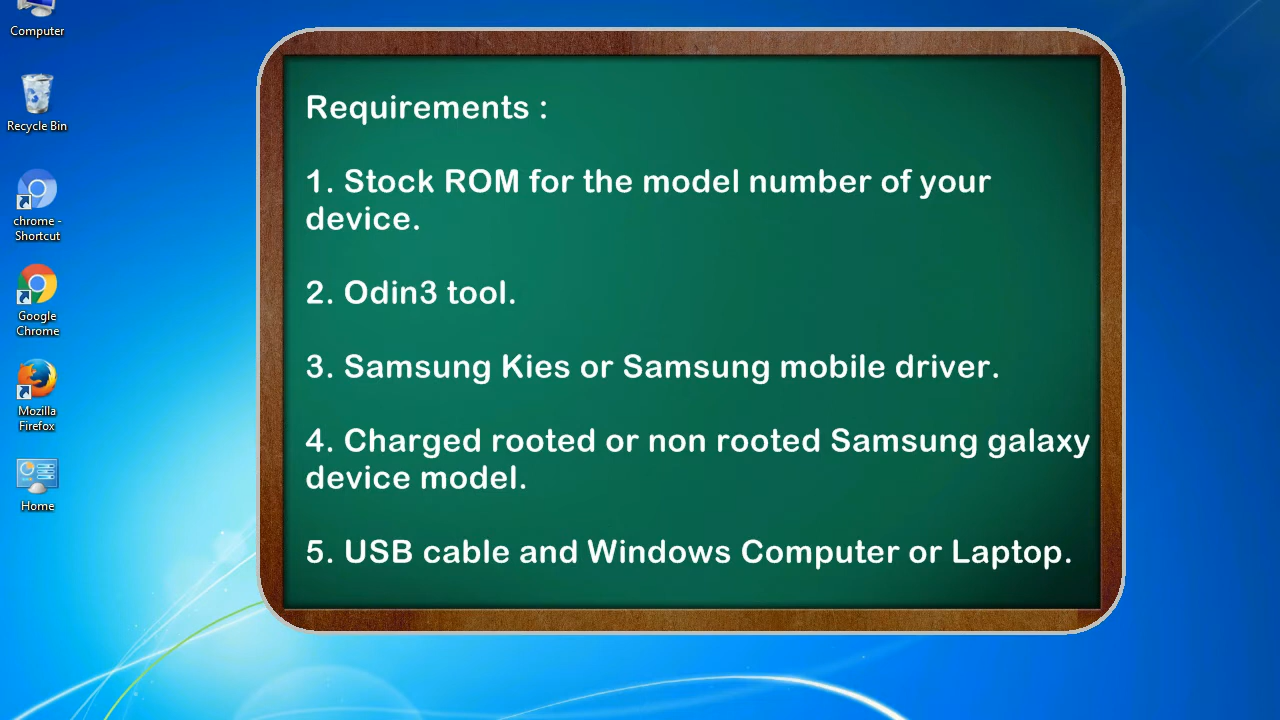 Computer
Recycle Bin
chrome -
Shortcut
Google
Chrome
Mozilla
Firefox
Home
Requirements :
1. Stock ROM for the model number of your
device.
2. Odin3 tool.
3. Samsung Kies or Samsung mobile driver.
4. Charged rooted or non rooted Samsung galaxy
device model.
5. USB cable and Windows Computer or Laptop.